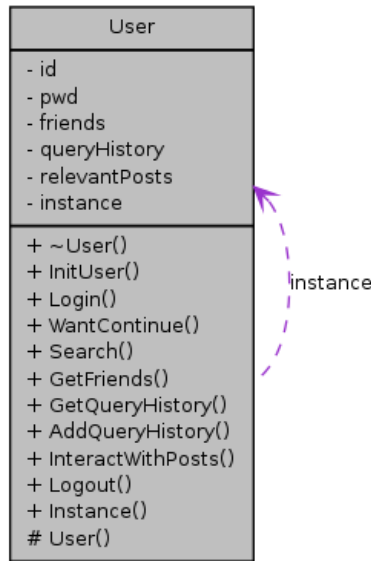 User
- id
- pwd
- friends
- queryHistory
- relevantPosts
- instance
+ ~User()
+ InitUser()
+ Login()
+ WantContinue()
+ Search()
+ GetFriends()
+ GetQueryHistory()
+ AddQueryHistory()
+ InteractWithPosts()
+ Logout()
+ Instance()
# User()
instance